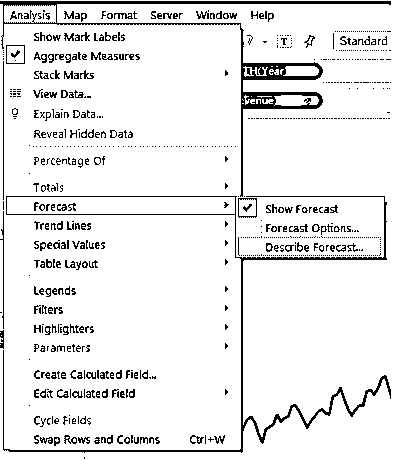 Analysis Map Format Server Window Help
Show Mark Labels
Aggregate Measures
Stack Marks
View Data...
Explain Data...
Reveal Hidden Data
Percentage Of
Totals
Forecast
Trend Lines
Special Values
Table Layout
Legends
Filters
Highlighters
Parameters
Create Calculated Field...
Edit Calculated Field
Cycle Fields
Swap Rows and Columns Ctrl+W
T Standard
TH(Year)
Show Forecast
Forecast Options...
Describe Forecast...